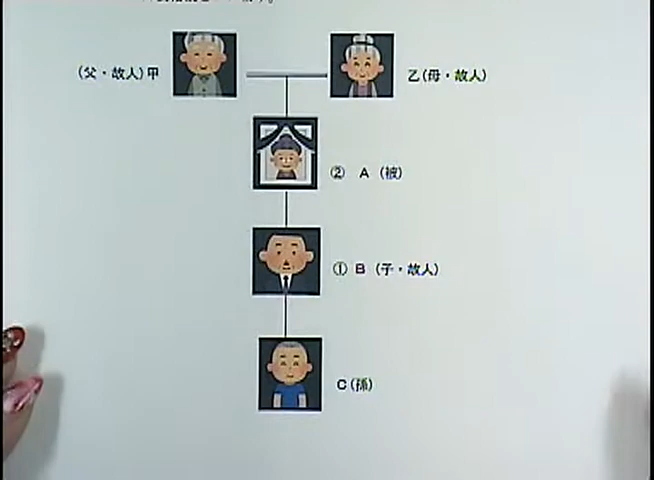 (父・故人)甲
乙(母・故人)
② A (被)
① B (子・故人)
C(孫)